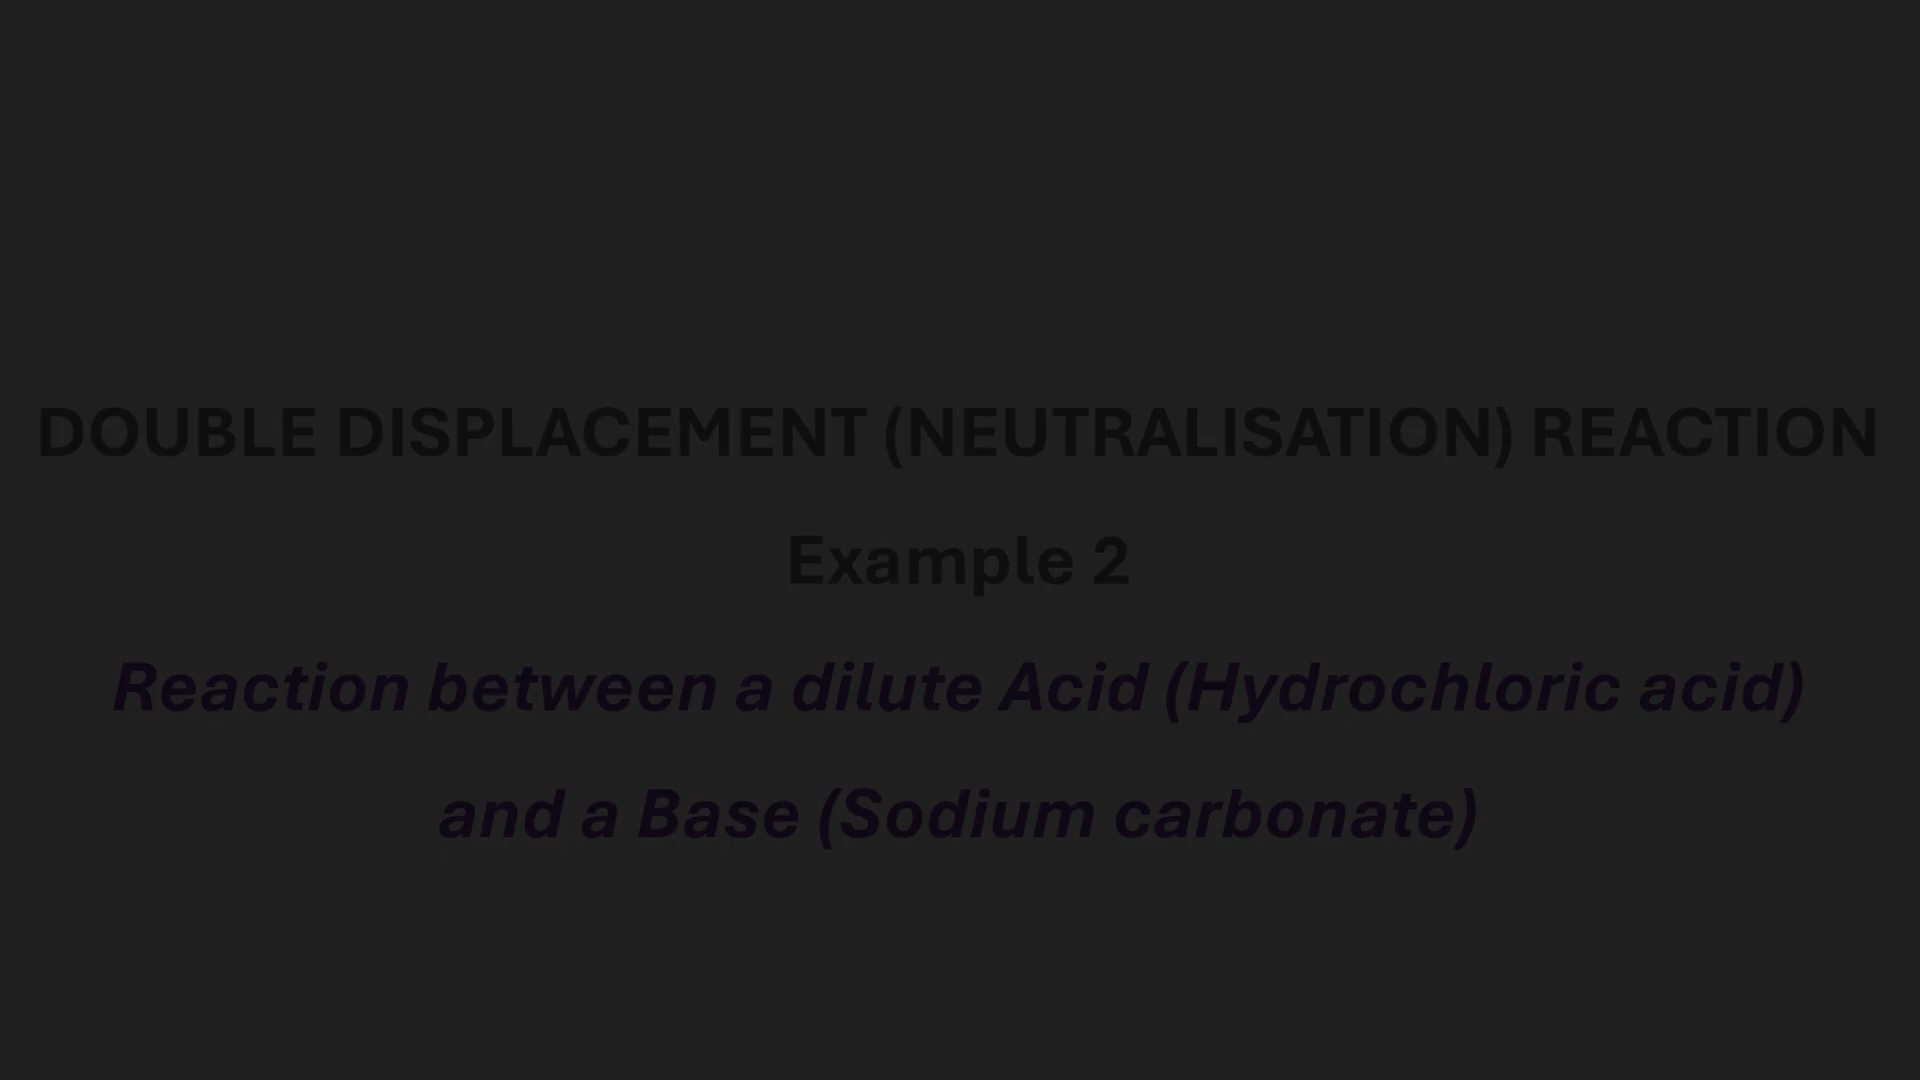 DOUBLE DISPLACEMENT (NEUTRALISATION) REACTION
Example 2
Reaction between a dilute Acid (Hydrochloric acid)
and a Base (Sodium carbonate)